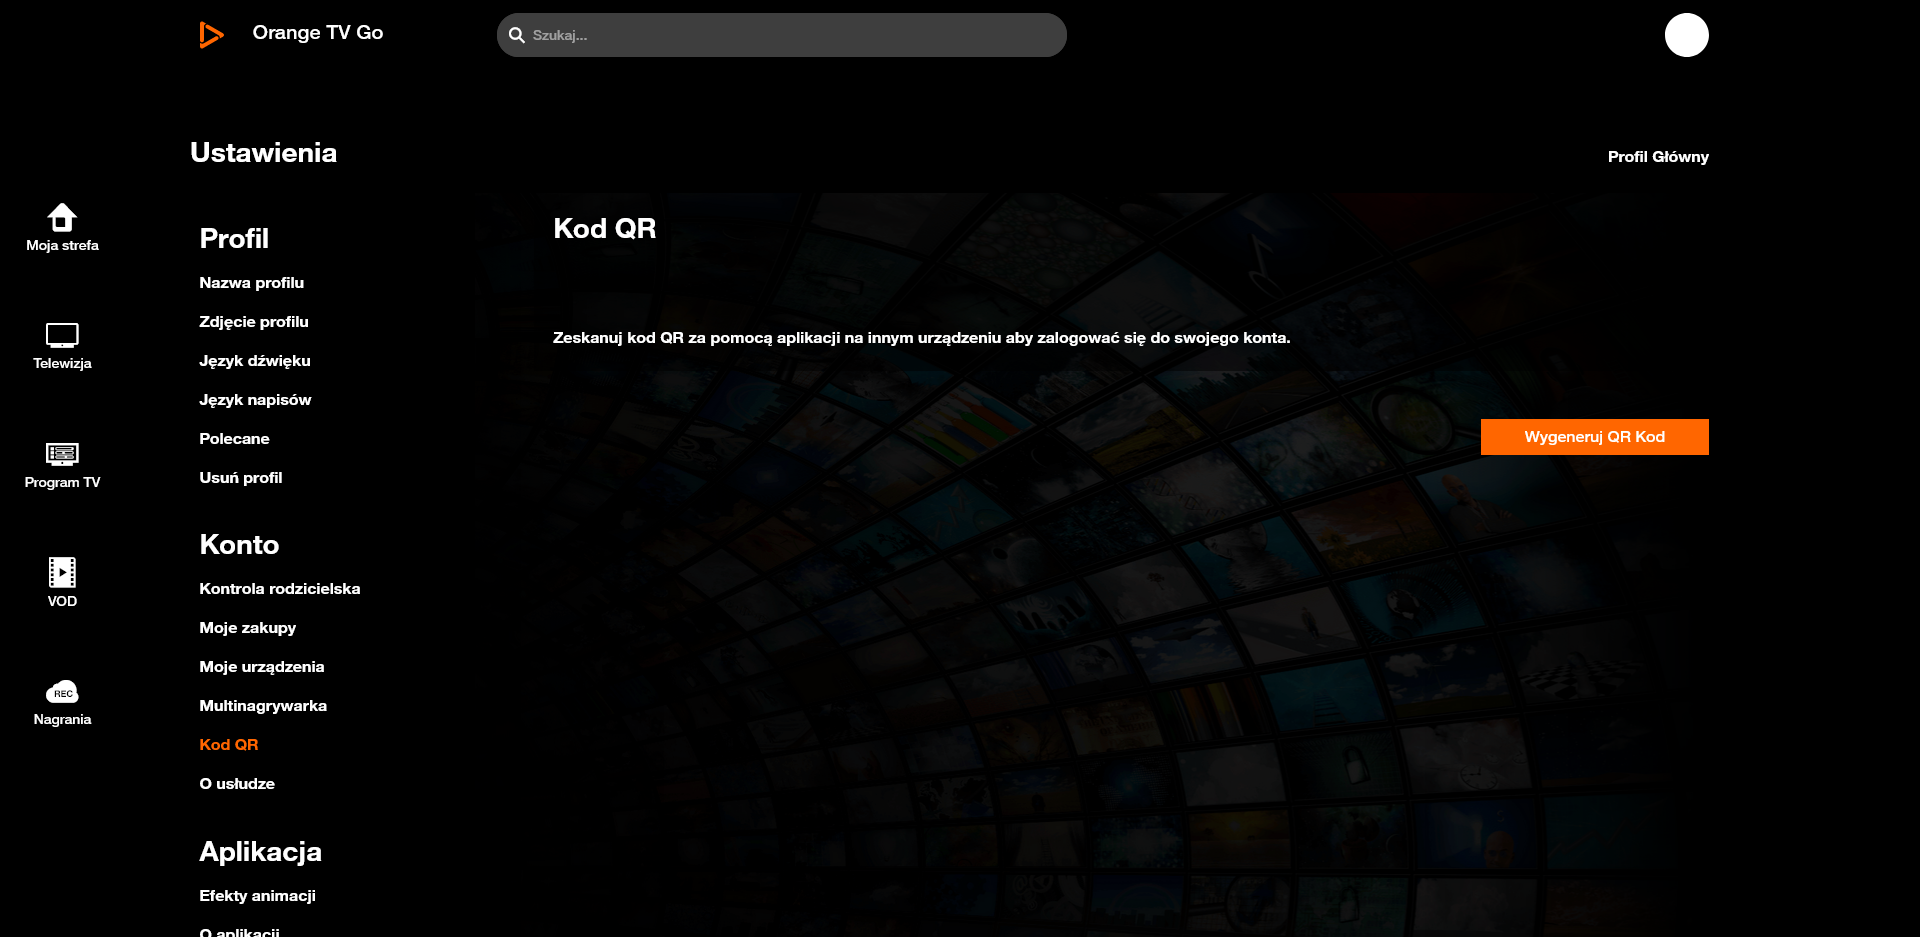 Orange TV Go
Szukaj...
Ustawienia
Profil Główny
Moja strefa
Telewizja
Program TV
VOD
REC
Nagrania
Profil
Nazwa profilu
Zdjęcie profilu
Język dźwięku
Język napisów
Polecane
Usuń profil
Konto
Kontrola rodzicielska
Moje zakupy
Moje urządzenia
Multinagrywarka
Kod QR
O usłudze
Aplikacja
Efekty animacji
O aplikacji
Kod QR
Zeskanuj kod QR za pomocą aplikacji na innym urządzeniu aby zalogować się do swojego konta.
Wygeneruj QR Kod